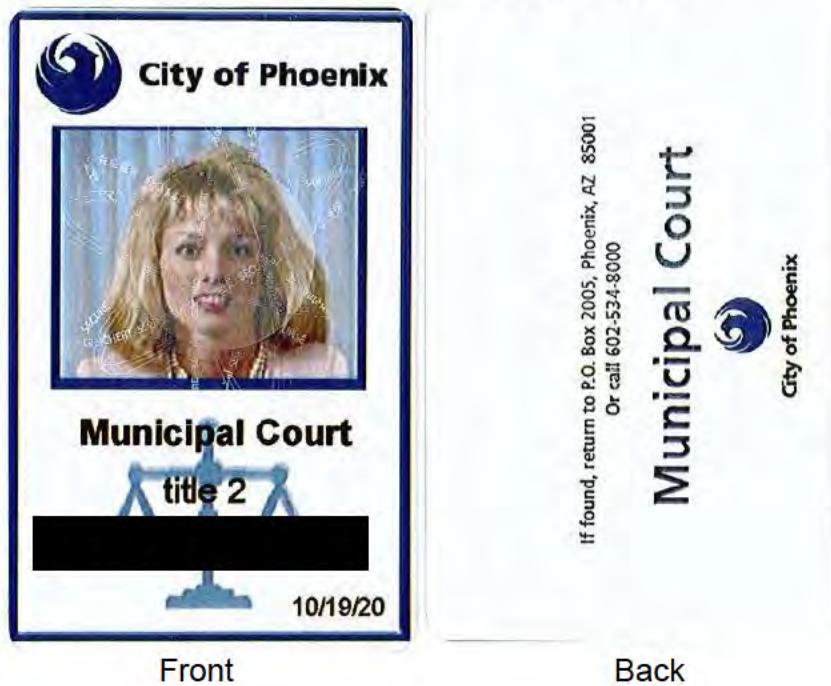 City of Phoenix
Municipal Court
title 2
10/19/20
Front
If found, return to P.O. Box 2005, Phoenix, AZ 85001
Or call 602-534-8000
Municipal Court
City of Phoenix
Back